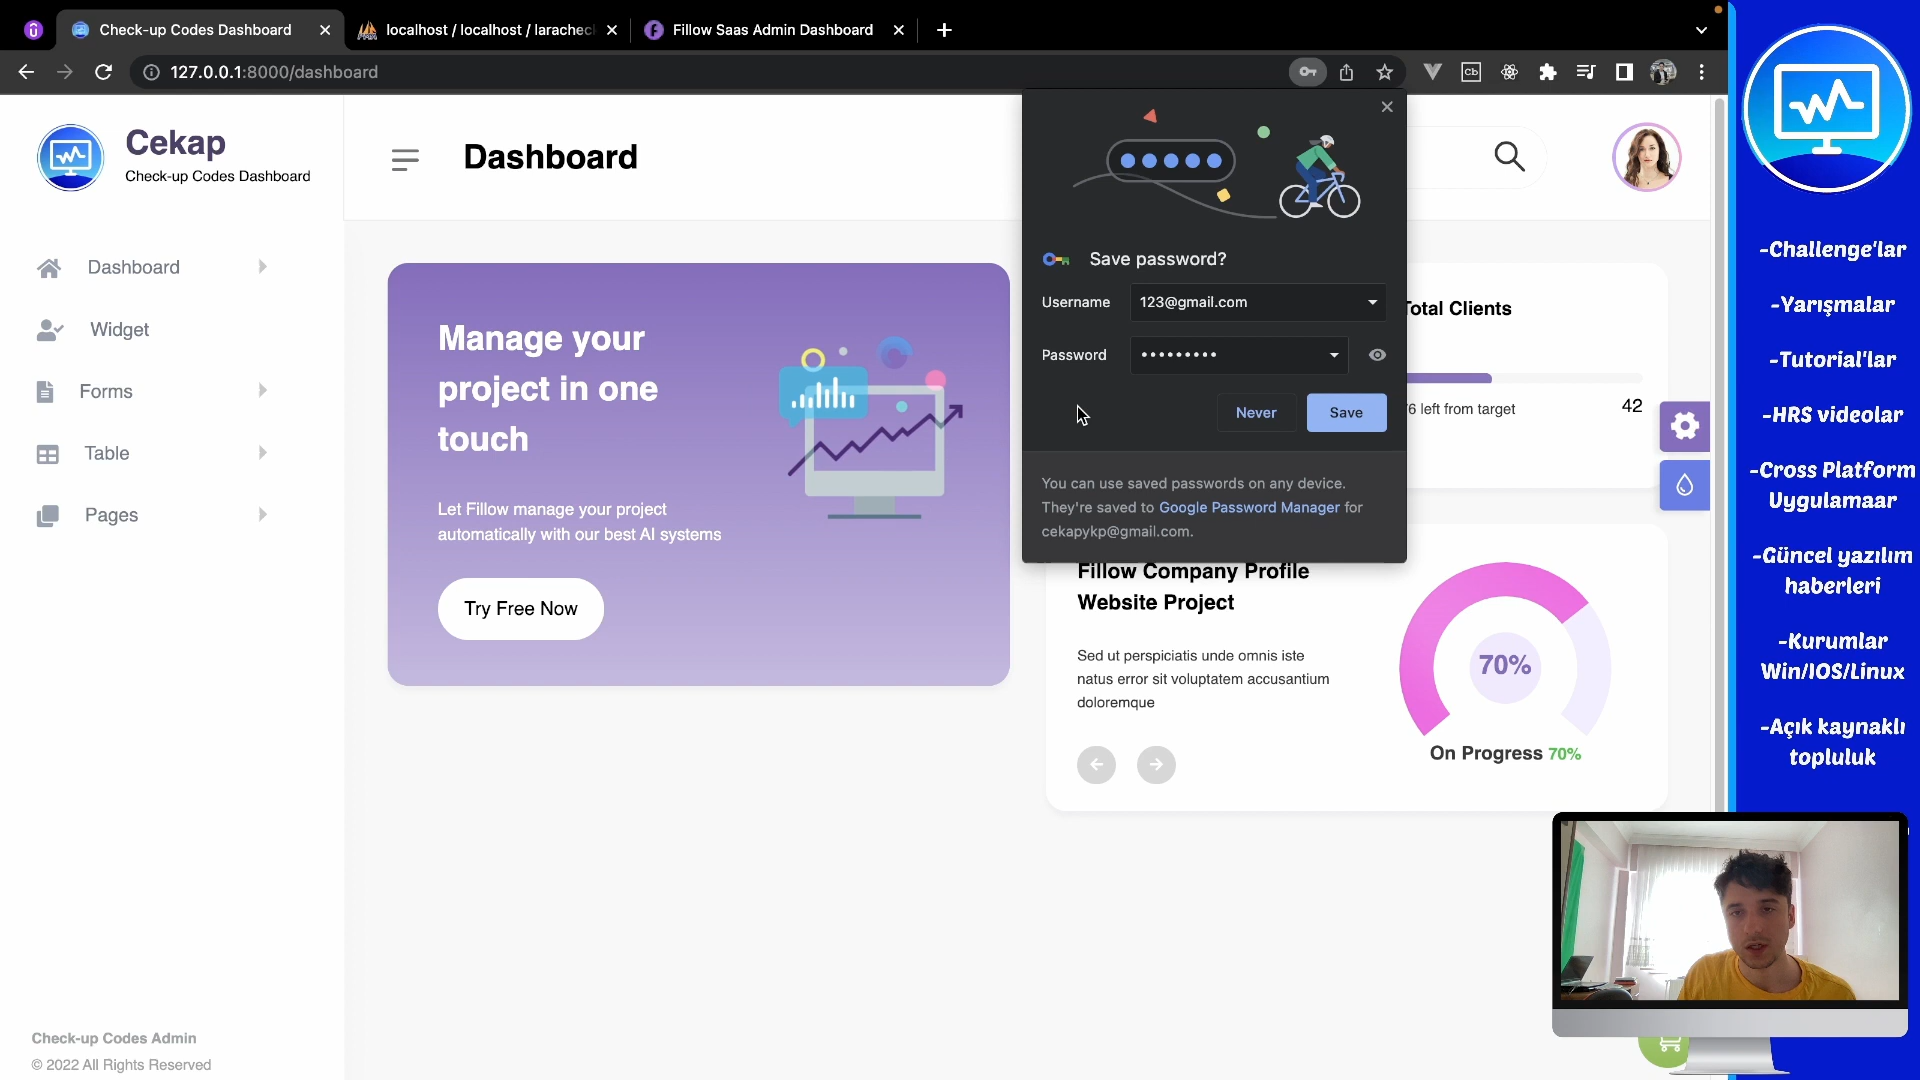 Check-up Codes Dashboard
localhost / localhost / larachec
Fillow Saas Admin Dashboard
127.0.0.1:8000/dashboard
Cekap
Check-up Codes Dashboard
Dashboard
Dashboard
Widget
Forms
Table
Pages
Check-up Codes Admin
© 2022 All Rights Reserved
Manage your
project in one
touch
Let Fillow manage your project
automatically with our best AI systems
Try Free Now
Save password?
Username
123@gmail.com
Password
Never
Save
You can use saved passwords on any device.
They're saved to Google Password Manager for
cekapykp@gmail.com.
Total Clients
left from target
42
Fillow Company Profile
Website Project
Sed ut perspiciatis unde omnis iste
natus error sit voluptatem accusantium
doloremque
70%
On Progress 70%
-Challenge'lar
-Yarışmalar
-Tutorial'lar
-HRS videolar
-Cross Platform
Uygulamaar
-Güncel yazılım
haberleri
-Kurumlar
Win/IOS/Linux
-Açık kaynaklı
topluluk